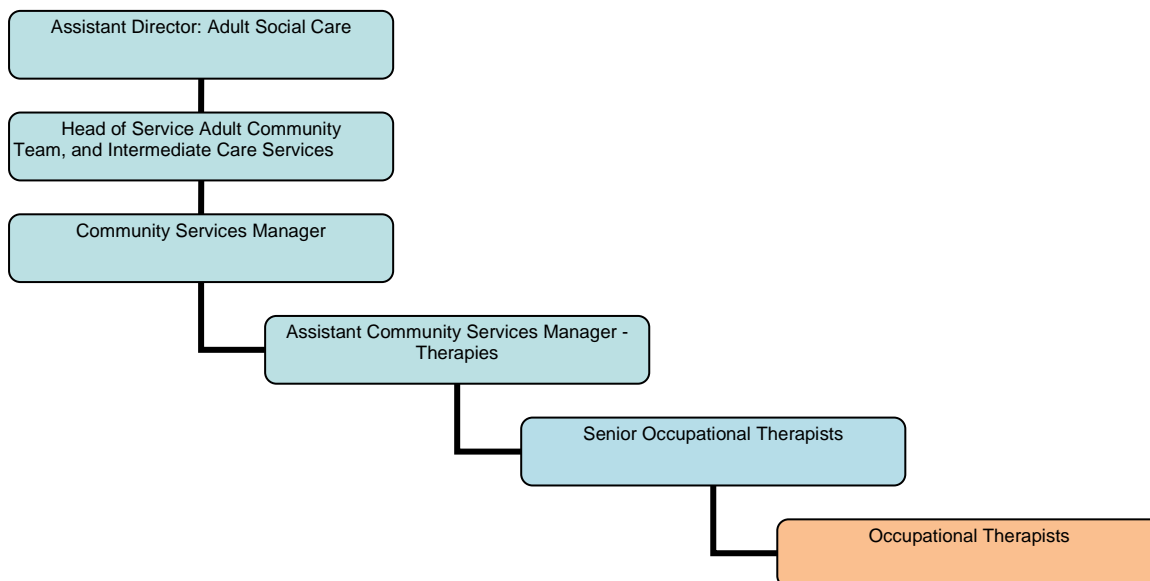 Assistant Director: Adult Social Care
Head of Service Adult Community
Team, and Intermediate Care Services
Community Services Manager
Assistant Community Services Manager -
Therapies
Senior Occupational Therapists
Occupational Therapists